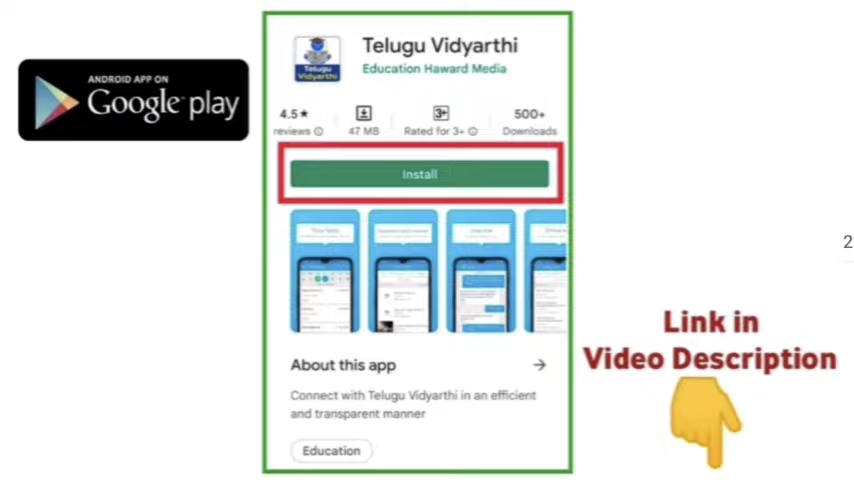 ANDROID APP ON
Google play
Telugu
Vidyarthi
Telugu Vidyarthi
Education Haward Media
4.5★
reviews
47 MB
3+
Rated for 3+
500+
Downloads
Install
About this app →
Connect with Telugu Vidyarthi in an efficient
and transparent manner
Education
Link in
Video Description
2